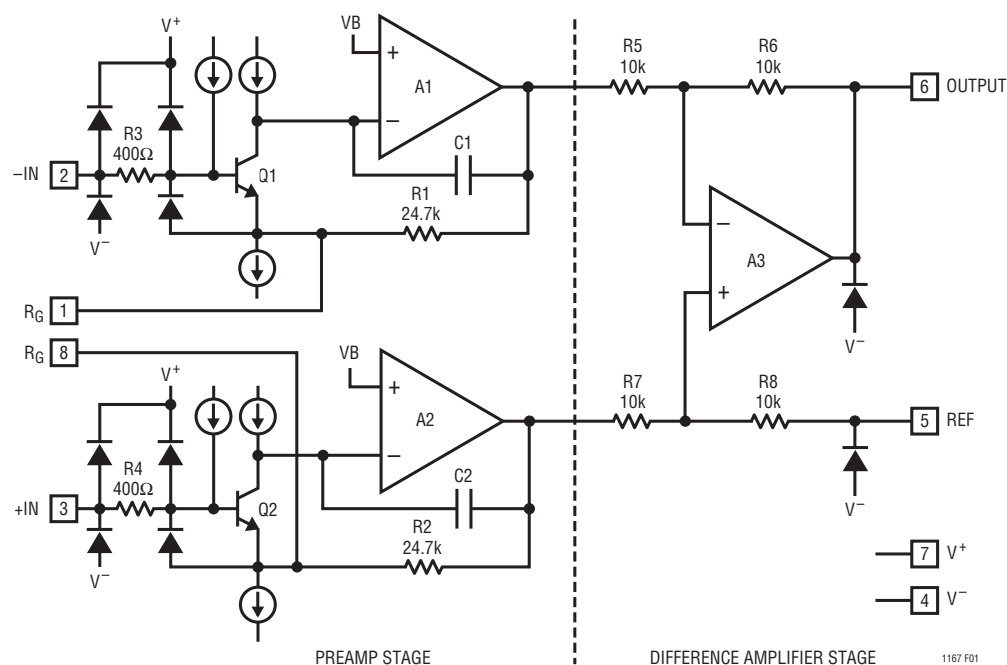 V+
VB
+
A1
−
R5
10k
R6
10k
6 OUTPUT
R3
400Ω
C1
−IN 2
Q1
R1
24.7k
V−
−
A3
+
RG 1
RG 8
V−
V+
VB
+
A2
−
R7
10k
R8
10k
5 REF
R4
400Ω
C2
+IN 3
Q2
R2
24.7k
V−
V−
7 V+
4 V−
PREAMP STAGE
DIFFERENCE AMPLIFIER STAGE
1167 F01